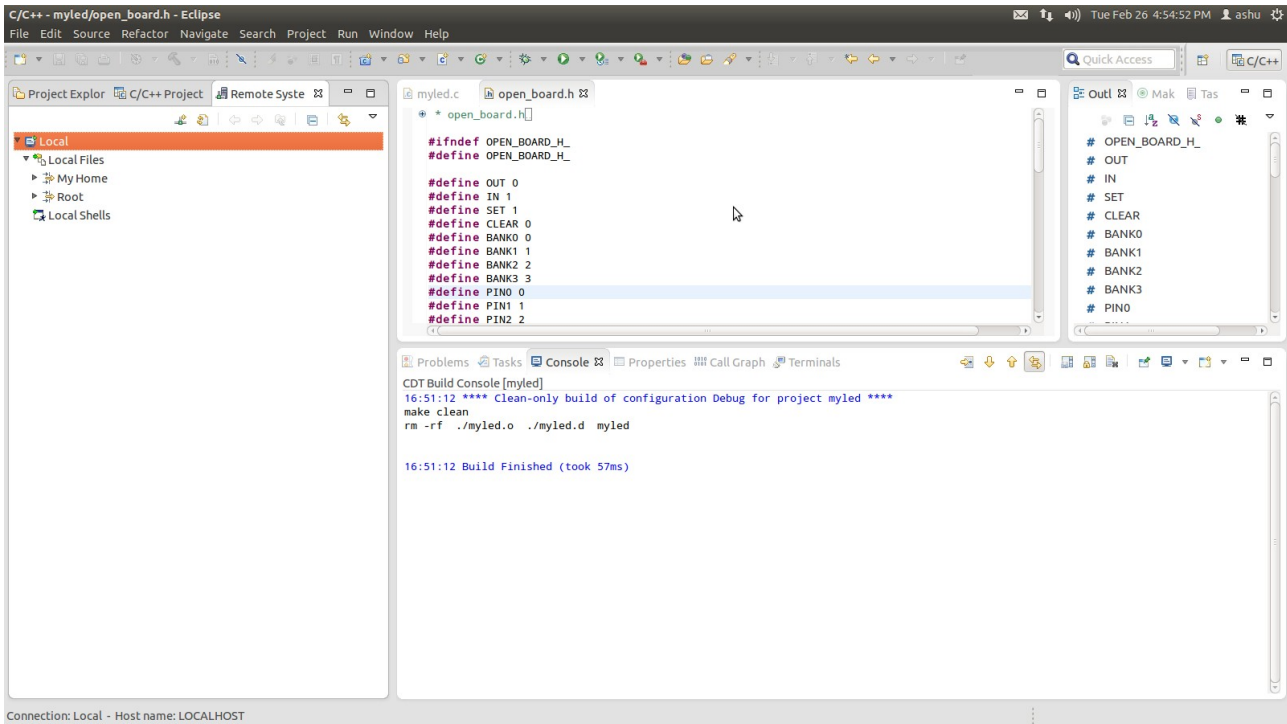 C/C++ - myled/open_board.h - Eclipse
Tue Feb 26 4:54:52 PM ashu
File Edit Source Refactor Navigate Search Project Run Window Help
Quick Access
C/C++
Project Explor C/C++ Project Remote Syste
Local
Local Files
My Home
Root
Local Shells
myled.c open_board.h
* open_board.h
#ifndef OPEN_BOARD_H_
#define OPEN_BOARD_H_
#define OUT 0
#define IN 1
#define SET 1
#define CLEAR 0
#define BANK0 0
#define BANK1 1
#define BANK2 2
#define BANK3 3
#define PIN0 0
#define PIN1 1
#define PIN2 2
Outl Mak Tas
# OPEN_BOARD_H_
# OUT
# IN
# SET
# CLEAR
# BANK0
# BANK1
# BANK2
# BANK3
# PIN0
Problems Tasks Console Properties Call Graph Terminals
CDT Build Console [myled]
16:51:12 **** Clean-only build of configuration Debug for project myled ****
make clean
rm -rf ./myled.o ./myled.d myled
16:51:12 Build Finished (took 57ms)
Connection: Local - Host name: LOCALHOST